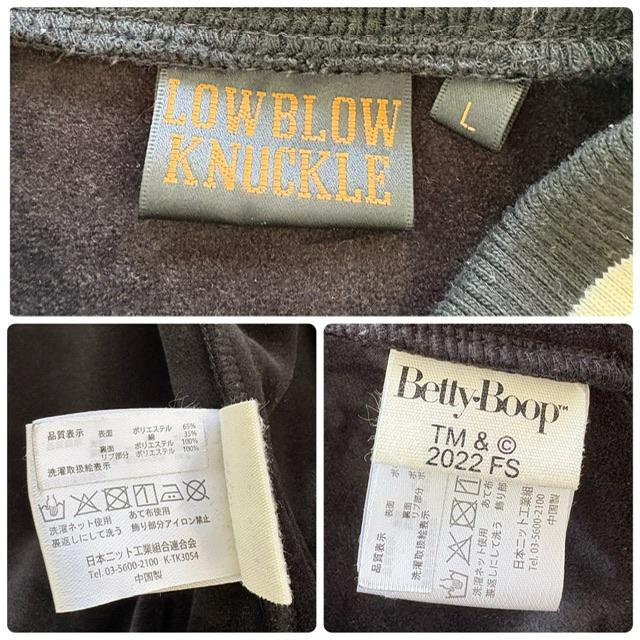 LOW BLOW
KNUCKLE
L
品質表示 表面 ポリエステル 65%
綿 35%
裏面 ポリエステル 100%
リブ部分 ポリエステル 100%
洗濯取扱絵表示
洗濯ネット使用 あて布使用
裏返しにして洗う 飾り部分アイロン禁止
日本ニット工業組合連合会
Tel. 03-5600-2100 K-TK3054
中国製
Betty Boop™
TM & ©
2022 FS
品質表示 表面 ポ
裏面 ポ
リブ部分 ポ
洗濯取扱絵表示
洗濯ネット使用 あて布
裏返しにして洗う 飾り部分
日本ニット工業組
Tel. 03-5600-2100
中国製